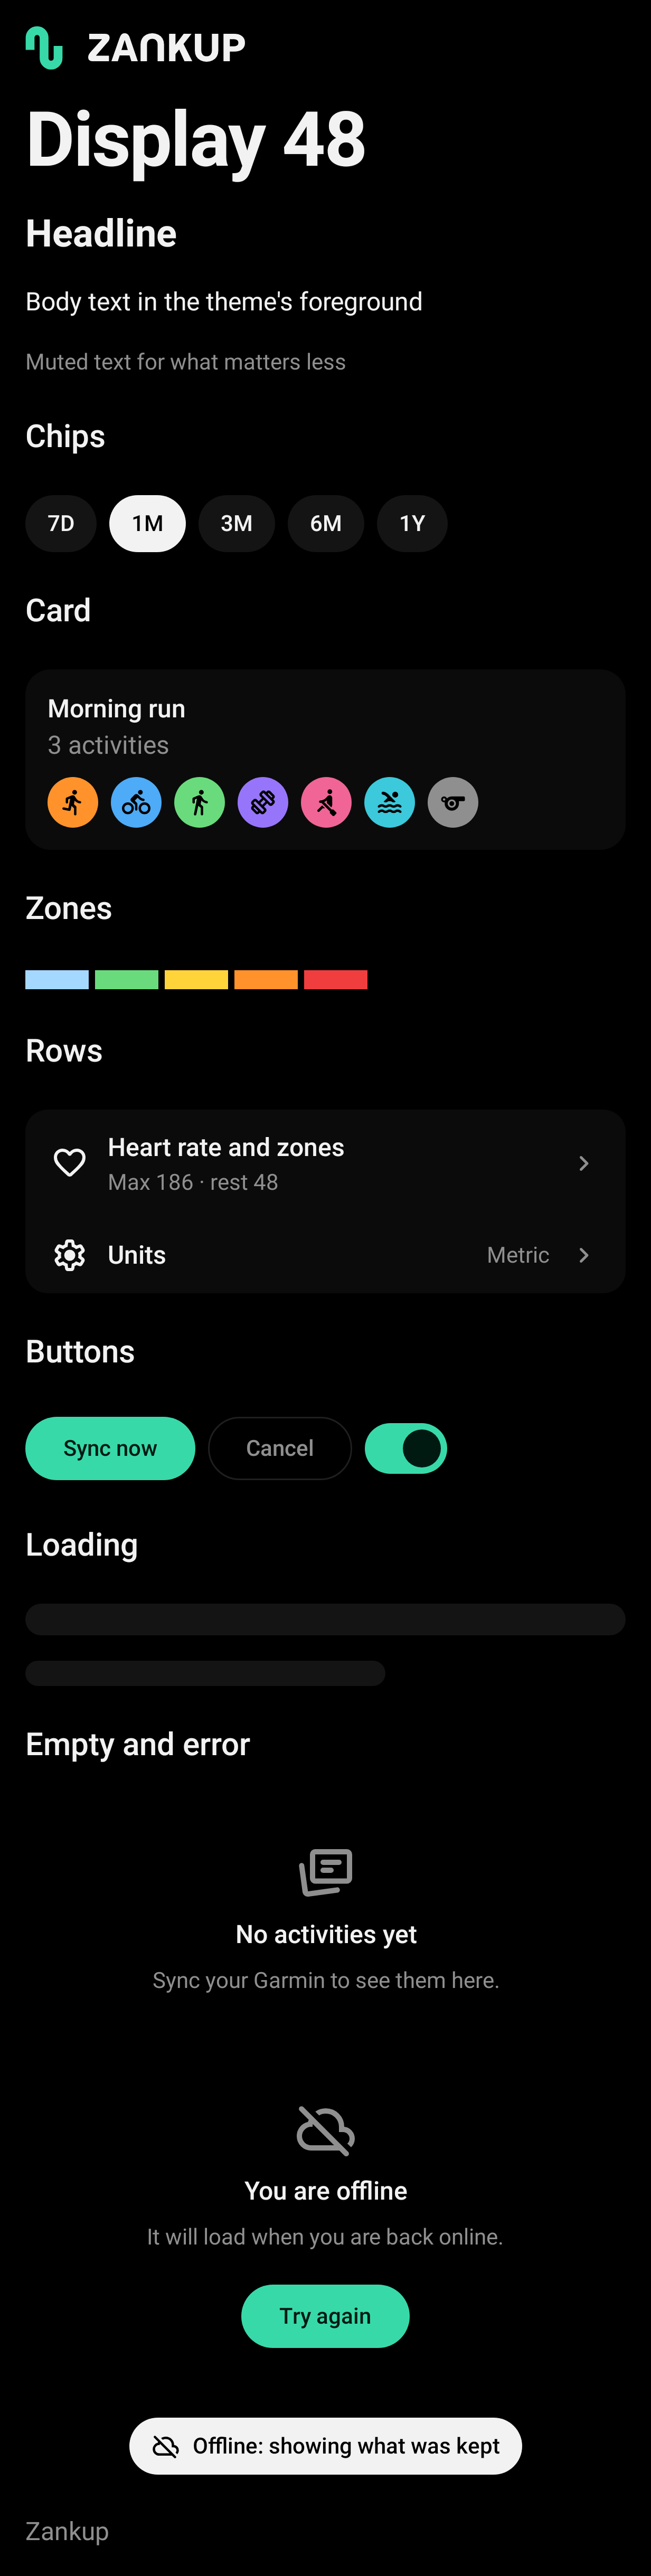 ZANKUP
Display 48
Headline
Body text in the theme's foreground
Muted text for what matters less
Chips
7D 1M 3M 6M 1Y
Card
Morning run
3 activities
Zones
Rows
Heart rate and zones
Max 186 · rest 48
Units Metric
Buttons
Sync now Cancel
Loading
Empty and error
No activities yet
Sync your Garmin to see them here.
You are offline
It will load when you are back online.
Try again
Offline: showing what was kept
Zankup